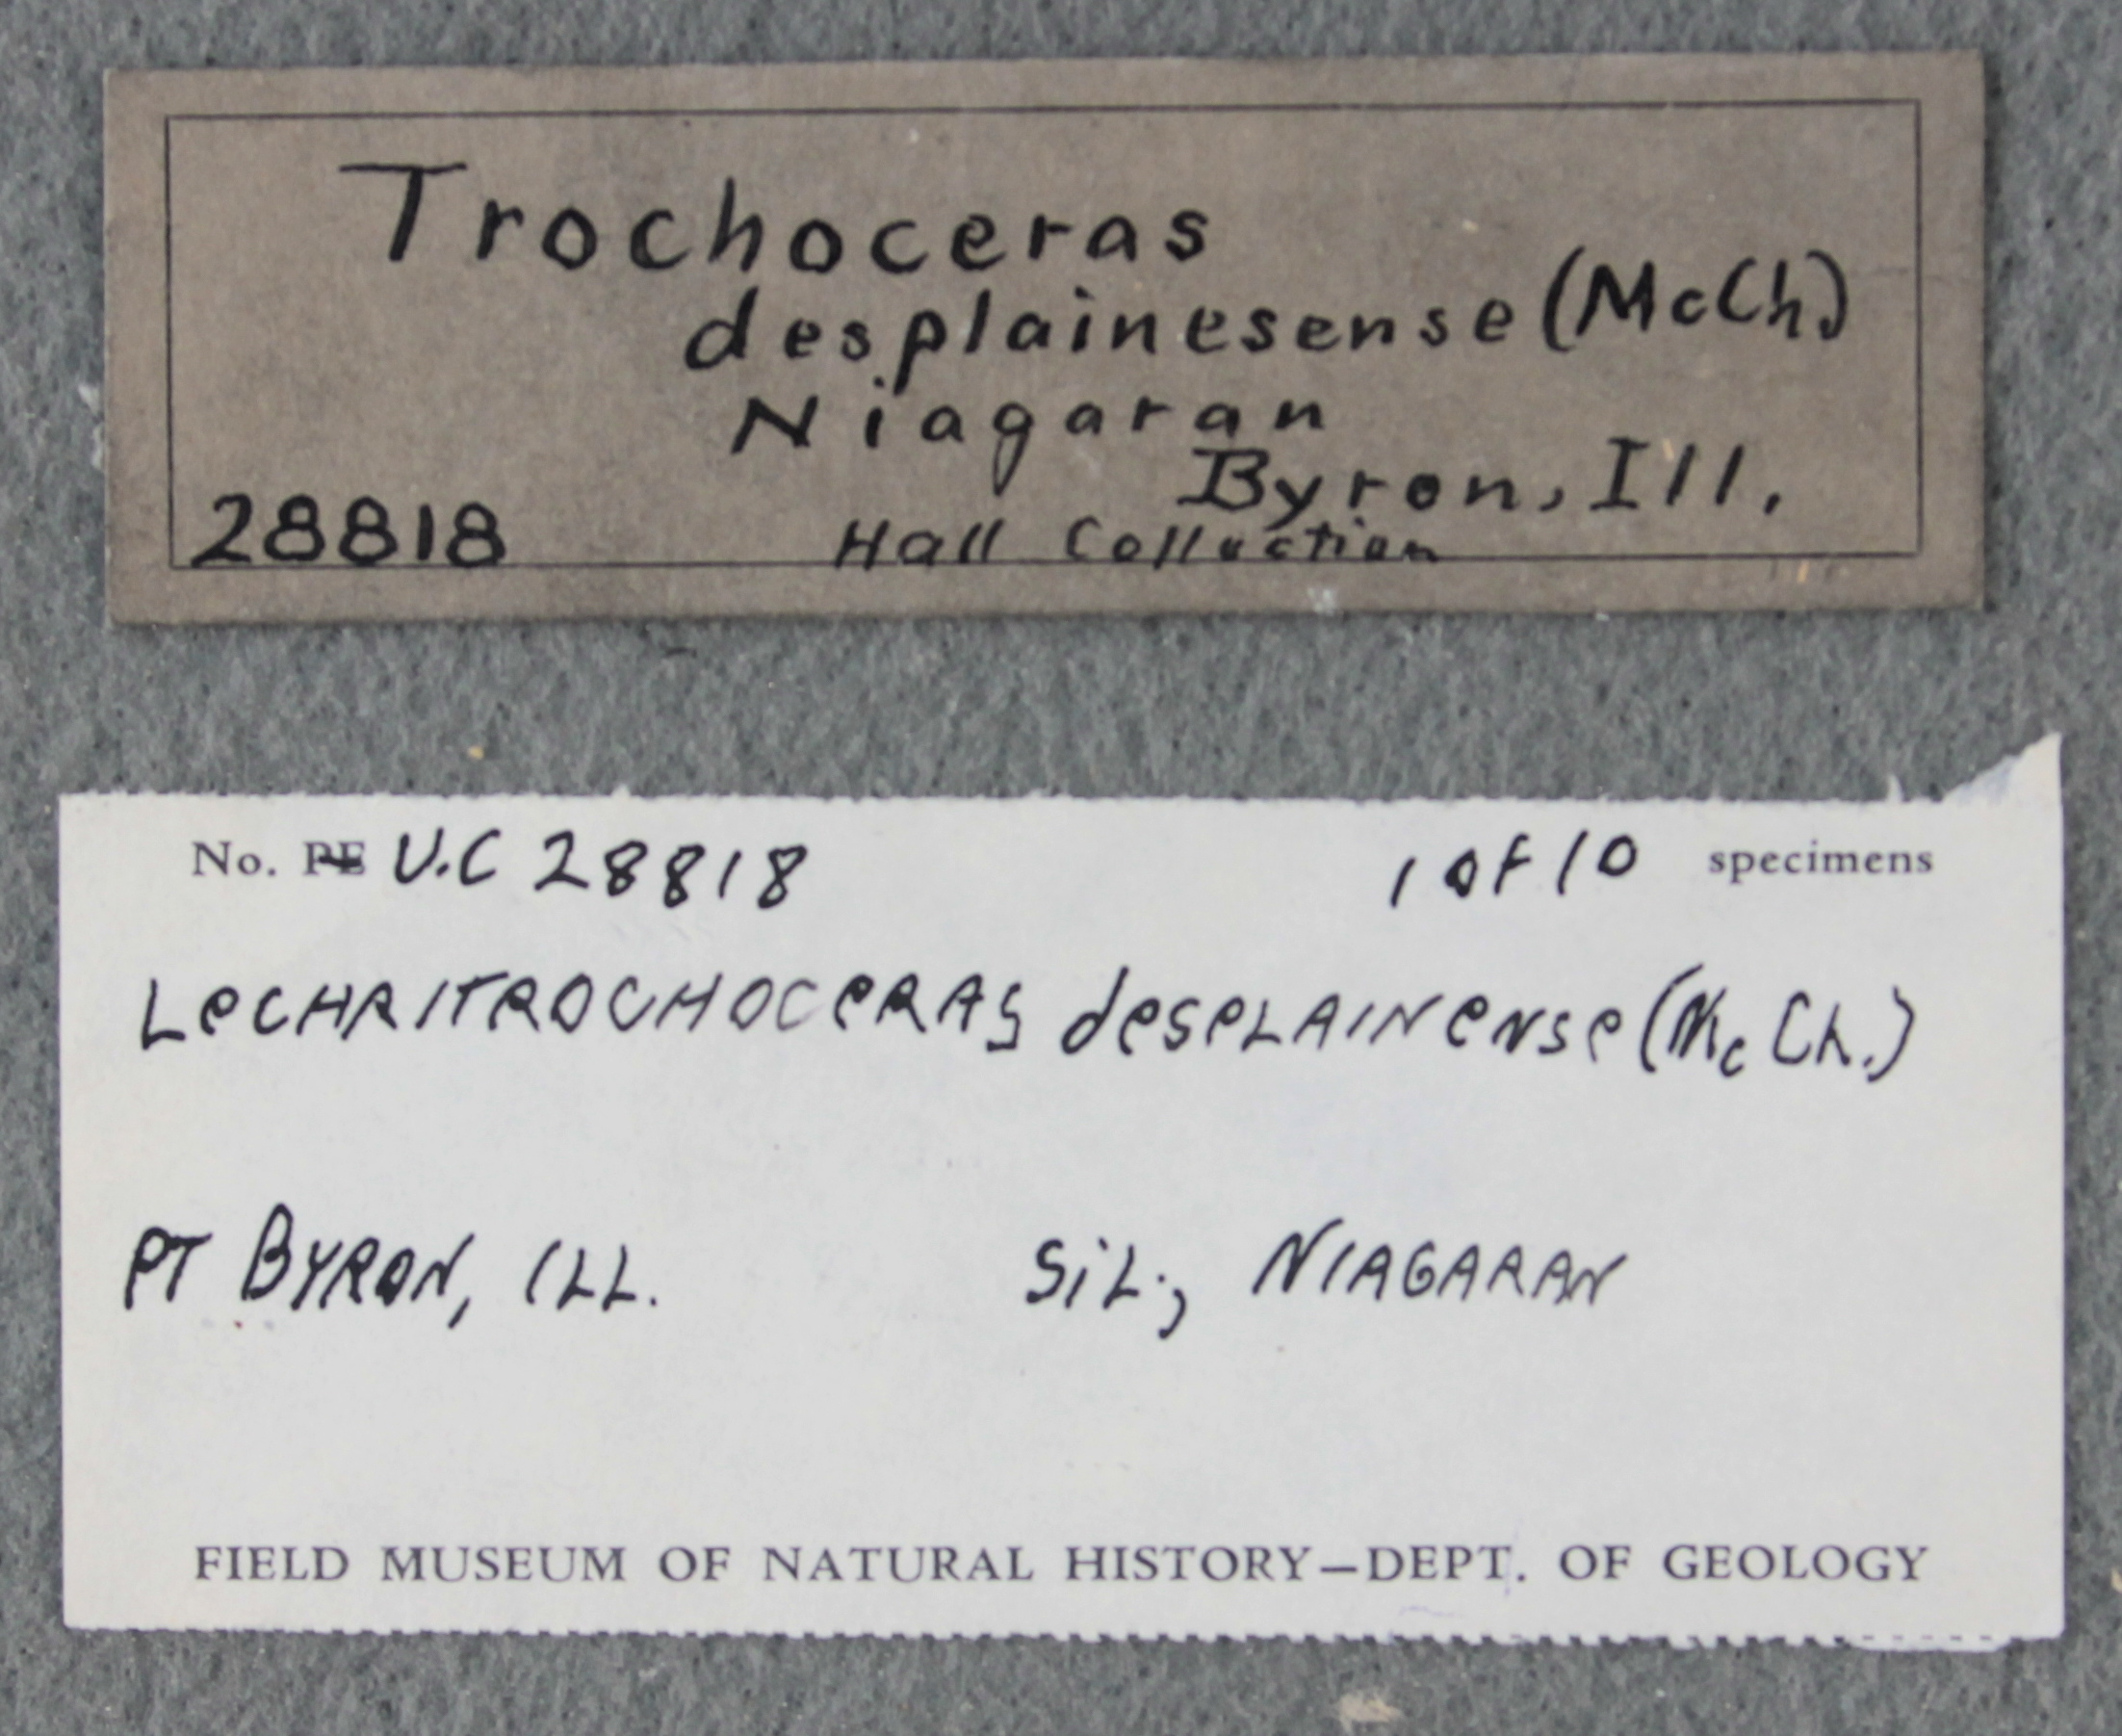 Trochoceras
desplainesense (McCh)
Niagaran
Byron, Ill.
28818 Hall Collection
No. PE U.C 28818 1 OF 10 specimens
LeCHRITROCHOCeRAS desPLAINeNse (McCh.)
PT BYRON, ILL. SiL., NIAGARAN
FIELD MUSEUM OF NATURAL HISTORY—DEPT. OF GEOLOGY